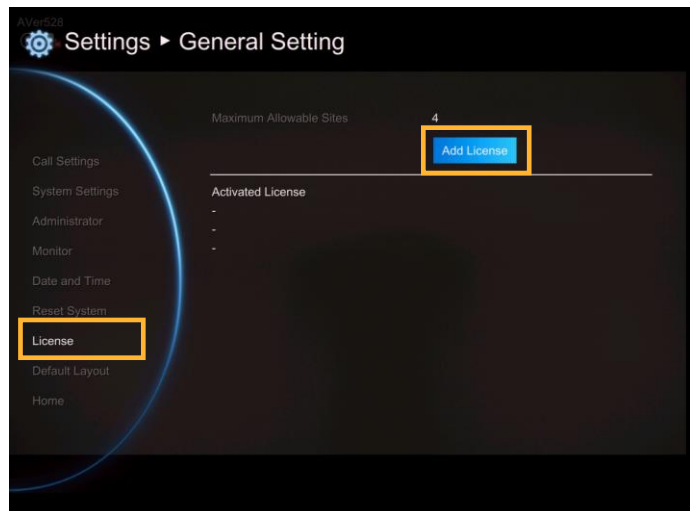 AVer528
Settings ▸ General Setting
Maximum Allowable Sites 4
Add License
Call Settings
System Settings
Administrator
Monitor
Date and Time
Reset System
License
Default Layout
Home
Activated License
-
-
-